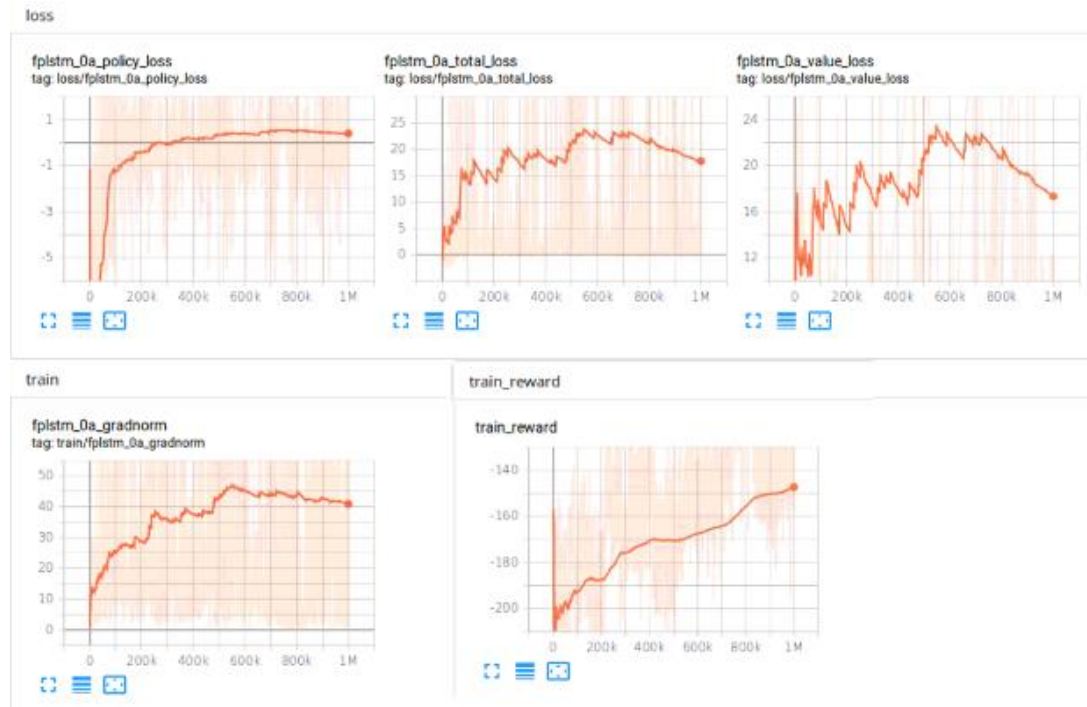 loss
fplstm_0a_policy_loss
tag: loss/fplstm_0a_policy_loss
1
-1
-3
-5
0 200k 400k 600k 800k 1M
fplstm_0a_total_loss
tag: loss/fplstm_0a_total_loss
25
20
15
10
5
0
0 200k 400k 600k 800k 1M
fplstm_0a_value_loss
tag: loss/fplstm_0a_value_loss
24
20
16
12
0 200k 400k 600k 800k 1M
train
fplstm_0a_gradnorm
tag: train/fplstm_0a_gradnorm
50
40
30
20
10
0
0 200k 400k 600k 800k 1M
train_reward
train_reward
-140
-160
-180
-200
0 200k 400k 600k 800k 1M